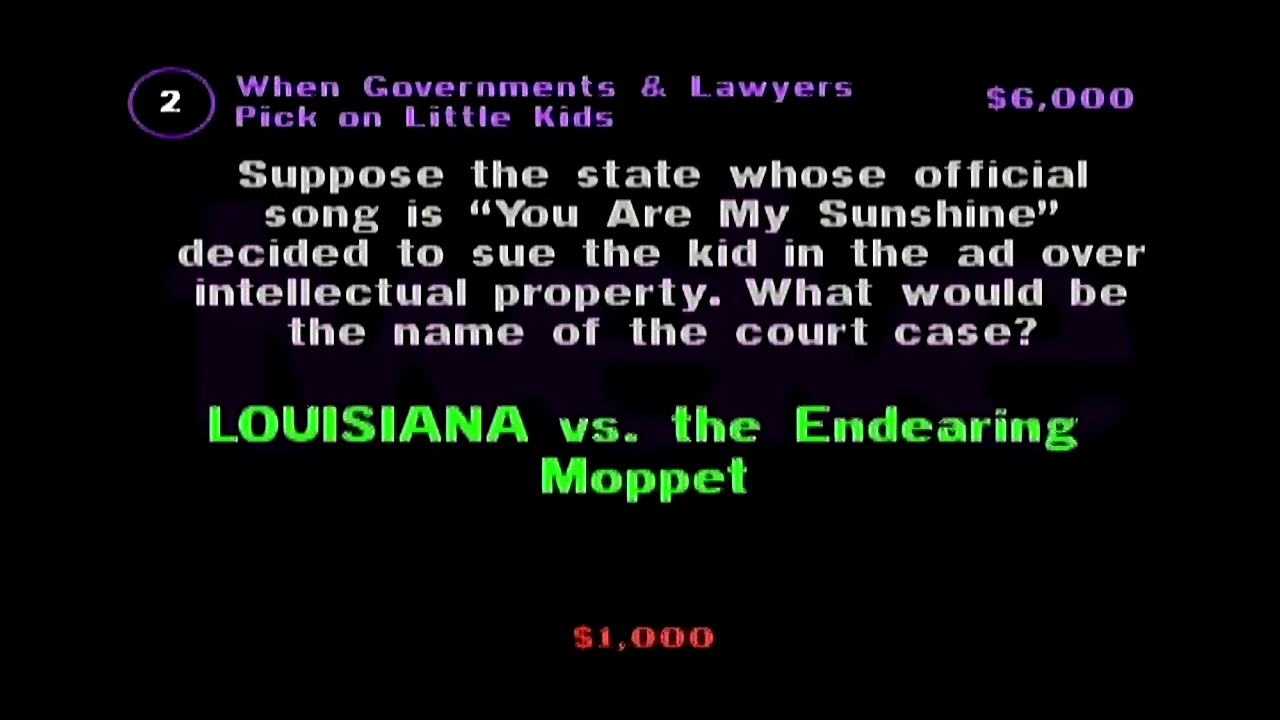 2
When Governments & Lawyers
Pick on Little Kids
$6,000
Suppose the state whose official
song is “You Are My Sunshine”
decided to sue the kid in the ad over
intellectual property. What would be
the name of the court case?
LOUISIANA vs. the Endearing
Moppet
$1,000